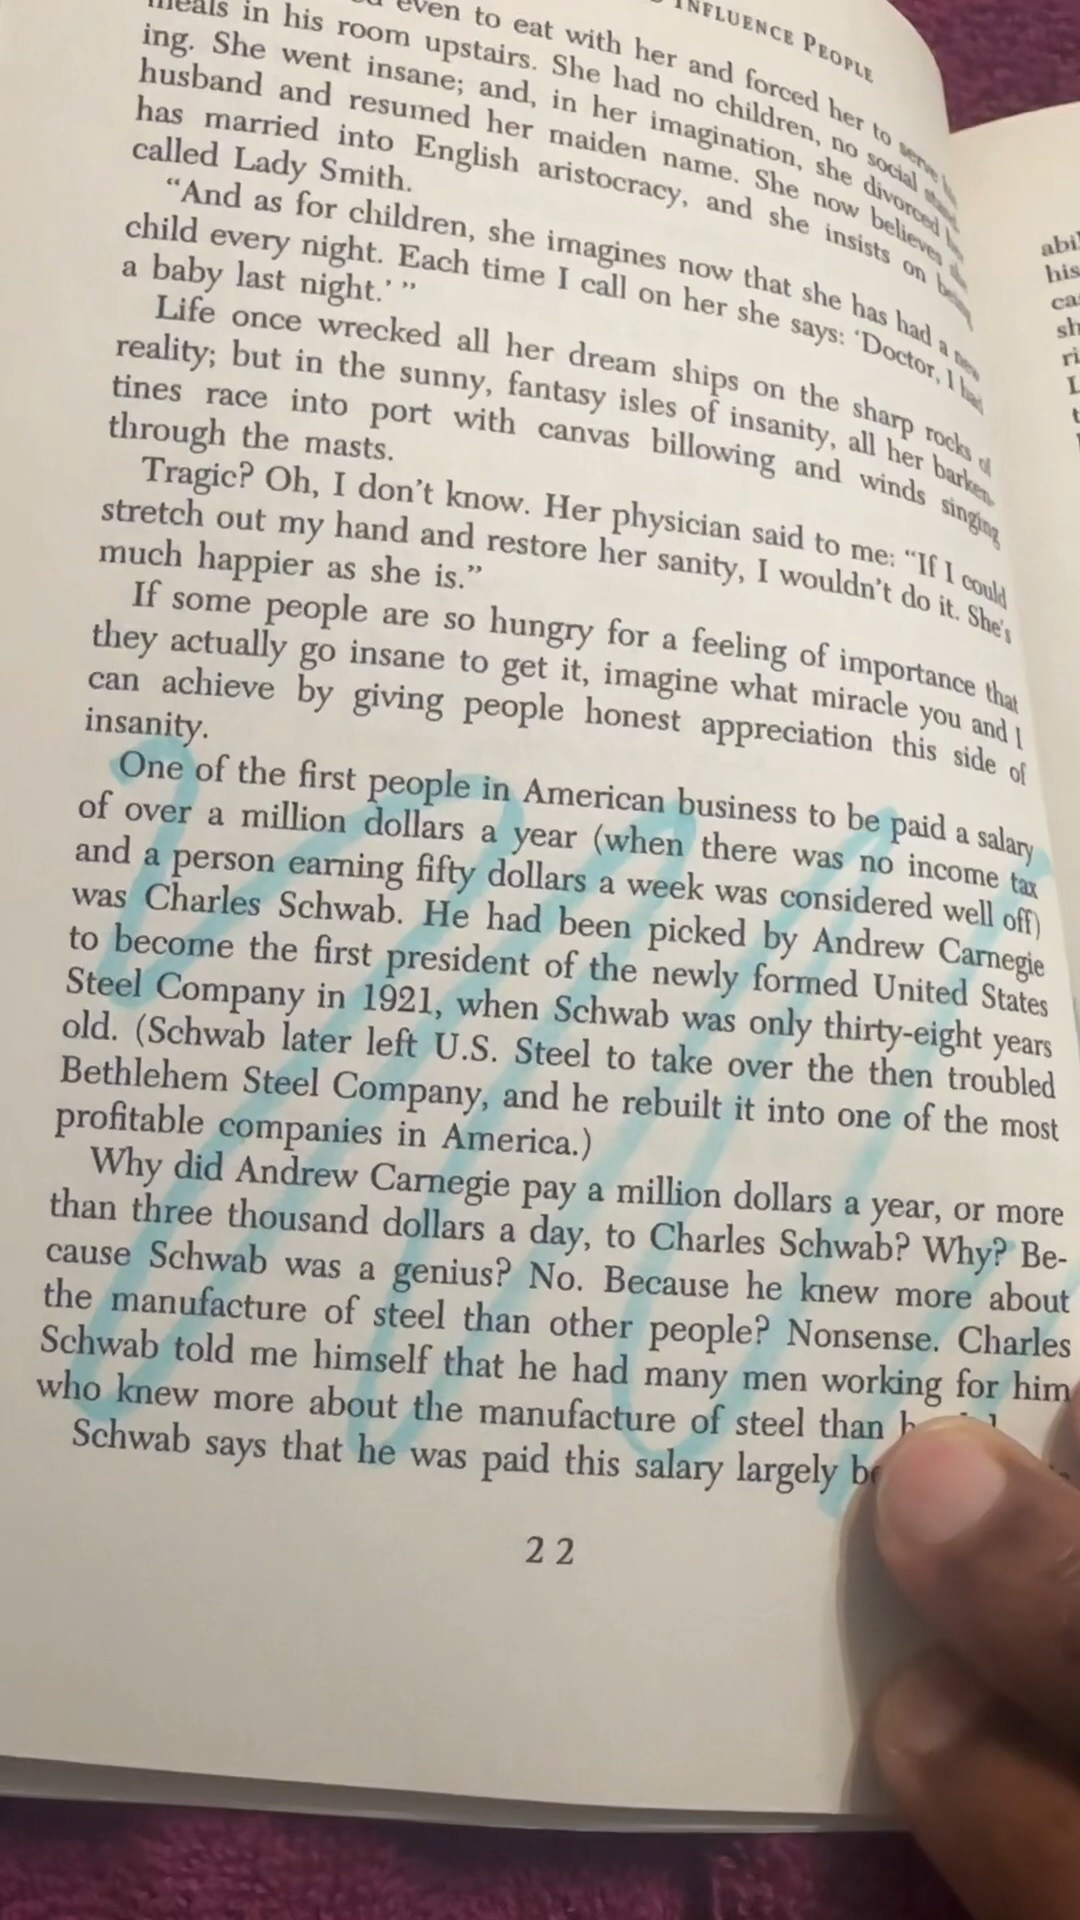 INFLUENCE PEOPLE
even to eat with her and forced her to serve
meals in his room upstairs. She had no children, no social
ing. She went insane; and, in her imagination, she divorced
husband and resumed her maiden name. She now believes
has married into English aristocracy, and she insists on being
called Lady Smith.
“And as for children, she imagines now that she has had a new
child every night. Each time I call on her she says: ‘Doctor, I had
a baby last night.’ ”
Life once wrecked all her dream ships on the sharp rocks of
reality; but in the sunny, fantasy isles of insanity, all her barken-
tines race into port with canvas billowing and winds singing
through the masts.
Tragic? Oh, I don’t know. Her physician said to me: “If I could
stretch out my hand and restore her sanity, I wouldn’t do it. She’s
much happier as she is.”
If some people are so hungry for a feeling of importance that
they actually go insane to get it, imagine what miracle you and I
can achieve by giving people honest appreciation this side of
insanity.
One of the first people in American business to be paid a salary
of over a million dollars a year (when there was no income tax
and a person earning fifty dollars a week was considered well off)
was Charles Schwab. He had been picked by Andrew Carnegie
to become the first president of the newly formed United States
Steel Company in 1921, when Schwab was only thirty-eight years
old. (Schwab later left U.S. Steel to take over the then troubled
Bethlehem Steel Company, and he rebuilt it into one of the most
profitable companies in America.)
Why did Andrew Carnegie pay a million dollars a year, or more
than three thousand dollars a day, to Charles Schwab? Why? Be-
cause Schwab was a genius? No. Because he knew more about
the manufacture of steel than other people? Nonsense. Charles
Schwab told me himself that he had many men working for him
who knew more about the manufacture of steel than
Schwab says that he was paid this salary largely
22